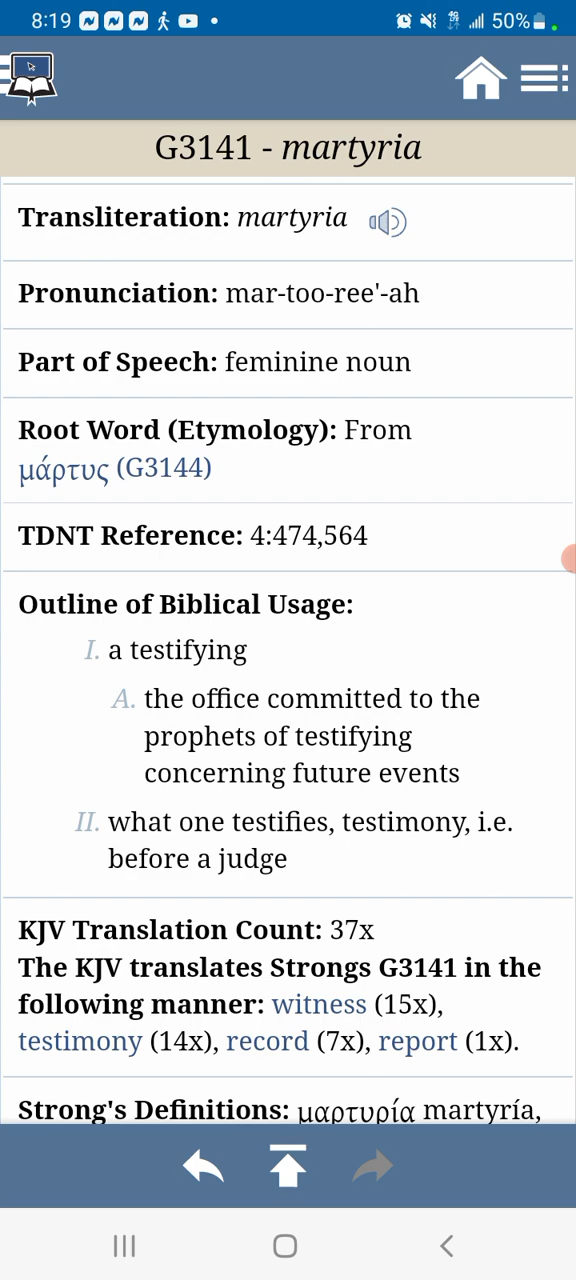 8:19 50%
G3141 - martyria
Transliteration: martyria
Pronunciation: mar-too-ree'-ah
Part of Speech: feminine noun
Root Word (Etymology): From
μάρτυς (G3144)
TDNT Reference: 4:474,564
Outline of Biblical Usage:
I. a testifying
A. the office committed to the
prophets of testifying
concerning future events
II. what one testifies, testimony, i.e.
before a judge
KJV Translation Count: 37x
The KJV translates Strongs G3141 in the
following manner: witness (15x),
testimony (14x), record (7x), report (1x).
Strong's Definitions: μαρτυρία martyría,